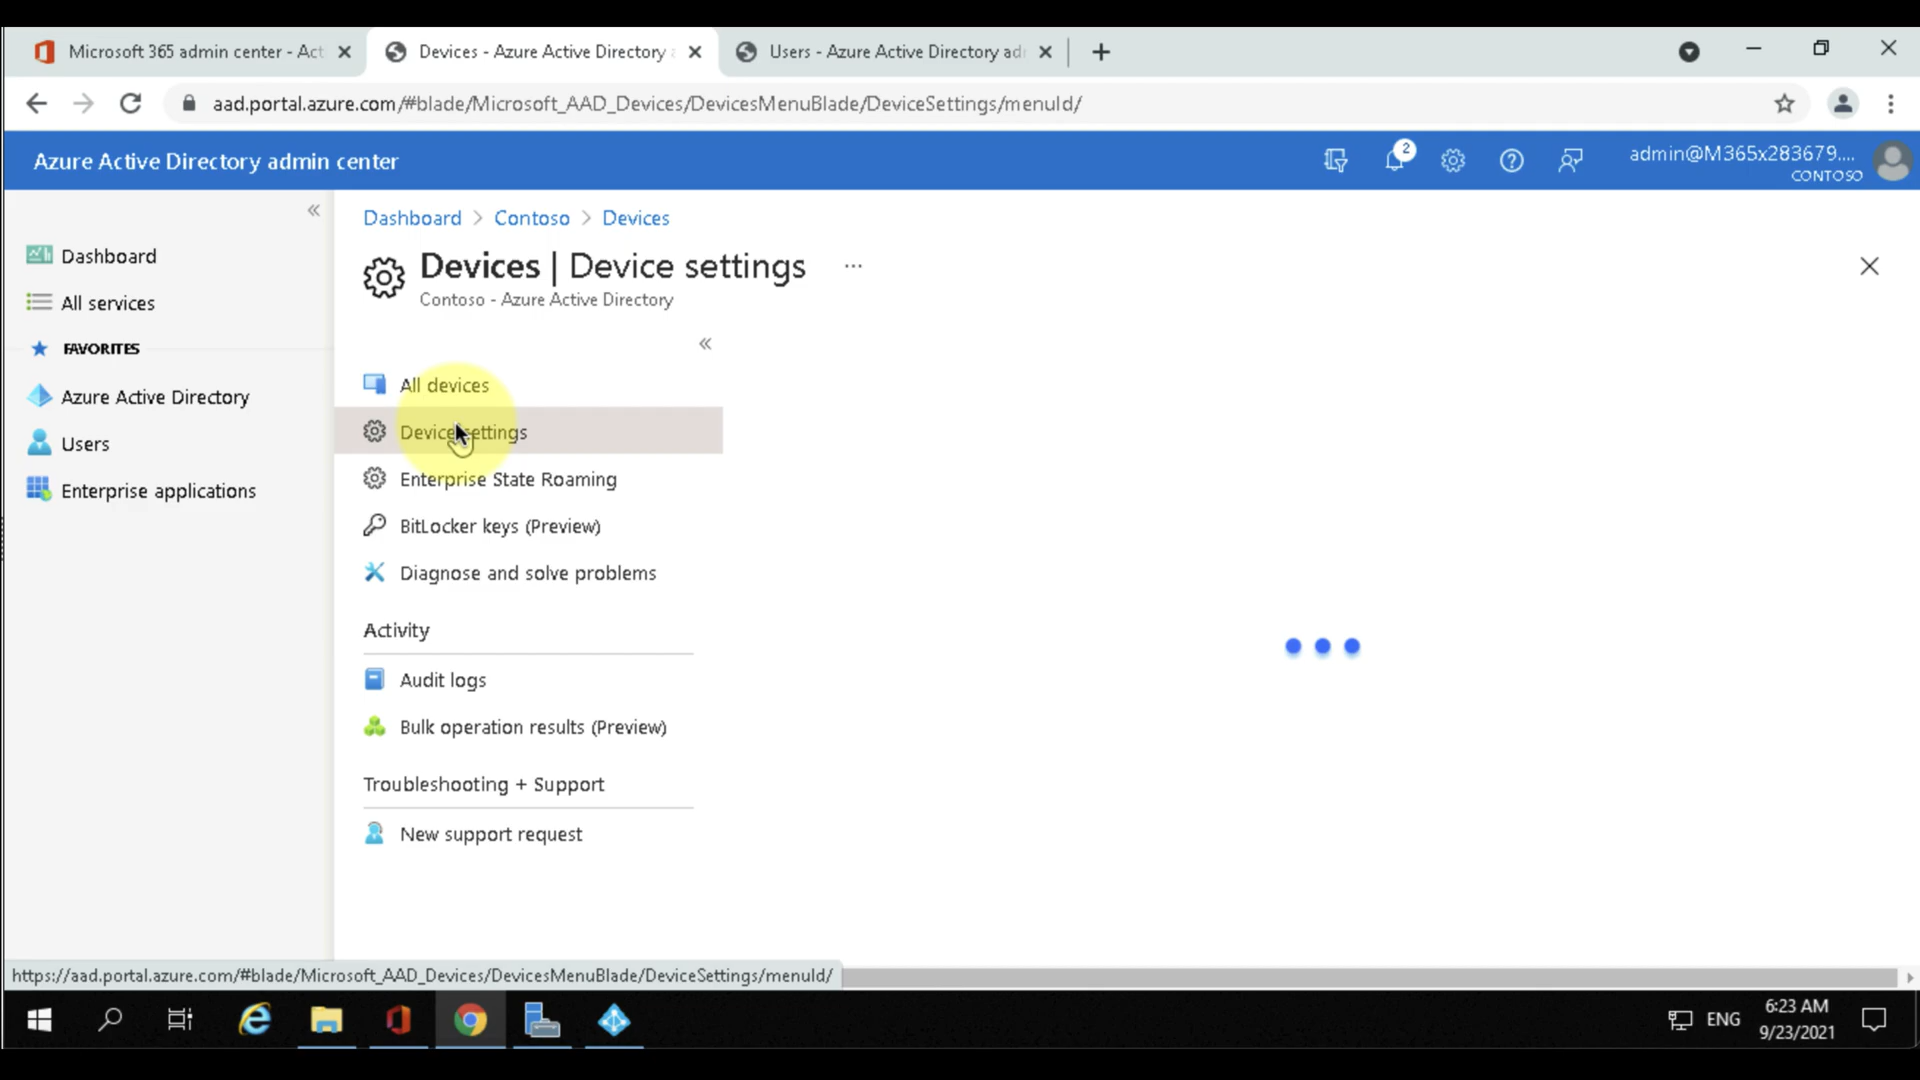 Microsoft 365 admin center - Act
Devices - Azure Active Directory a
Users - Azure Active Directory ad
aad.portal.azure.com/#blade/Microsoft_AAD_Devices/DevicesMenuBlade/DeviceSettings/menuId/
Azure Active Directory admin center
2
admin@M365x283679....
CONTOSO
Dashboard
All services
FAVORITES
Azure Active Directory
Users
Enterprise applications
Dashboard > Contoso > Devices
Devices | Device settings ...
Contoso - Azure Active Directory
All devices
Device settings
Enterprise State Roaming
BitLocker keys (Preview)
Diagnose and solve problems
Activity
Audit logs
Bulk operation results (Preview)
Troubleshooting + Support
New support request
https://aad.portal.azure.com/#blade/Microsoft_AAD_Devices/DevicesMenuBlade/DeviceSettings/menuId/
ENG
6:23 AM
9/23/2021